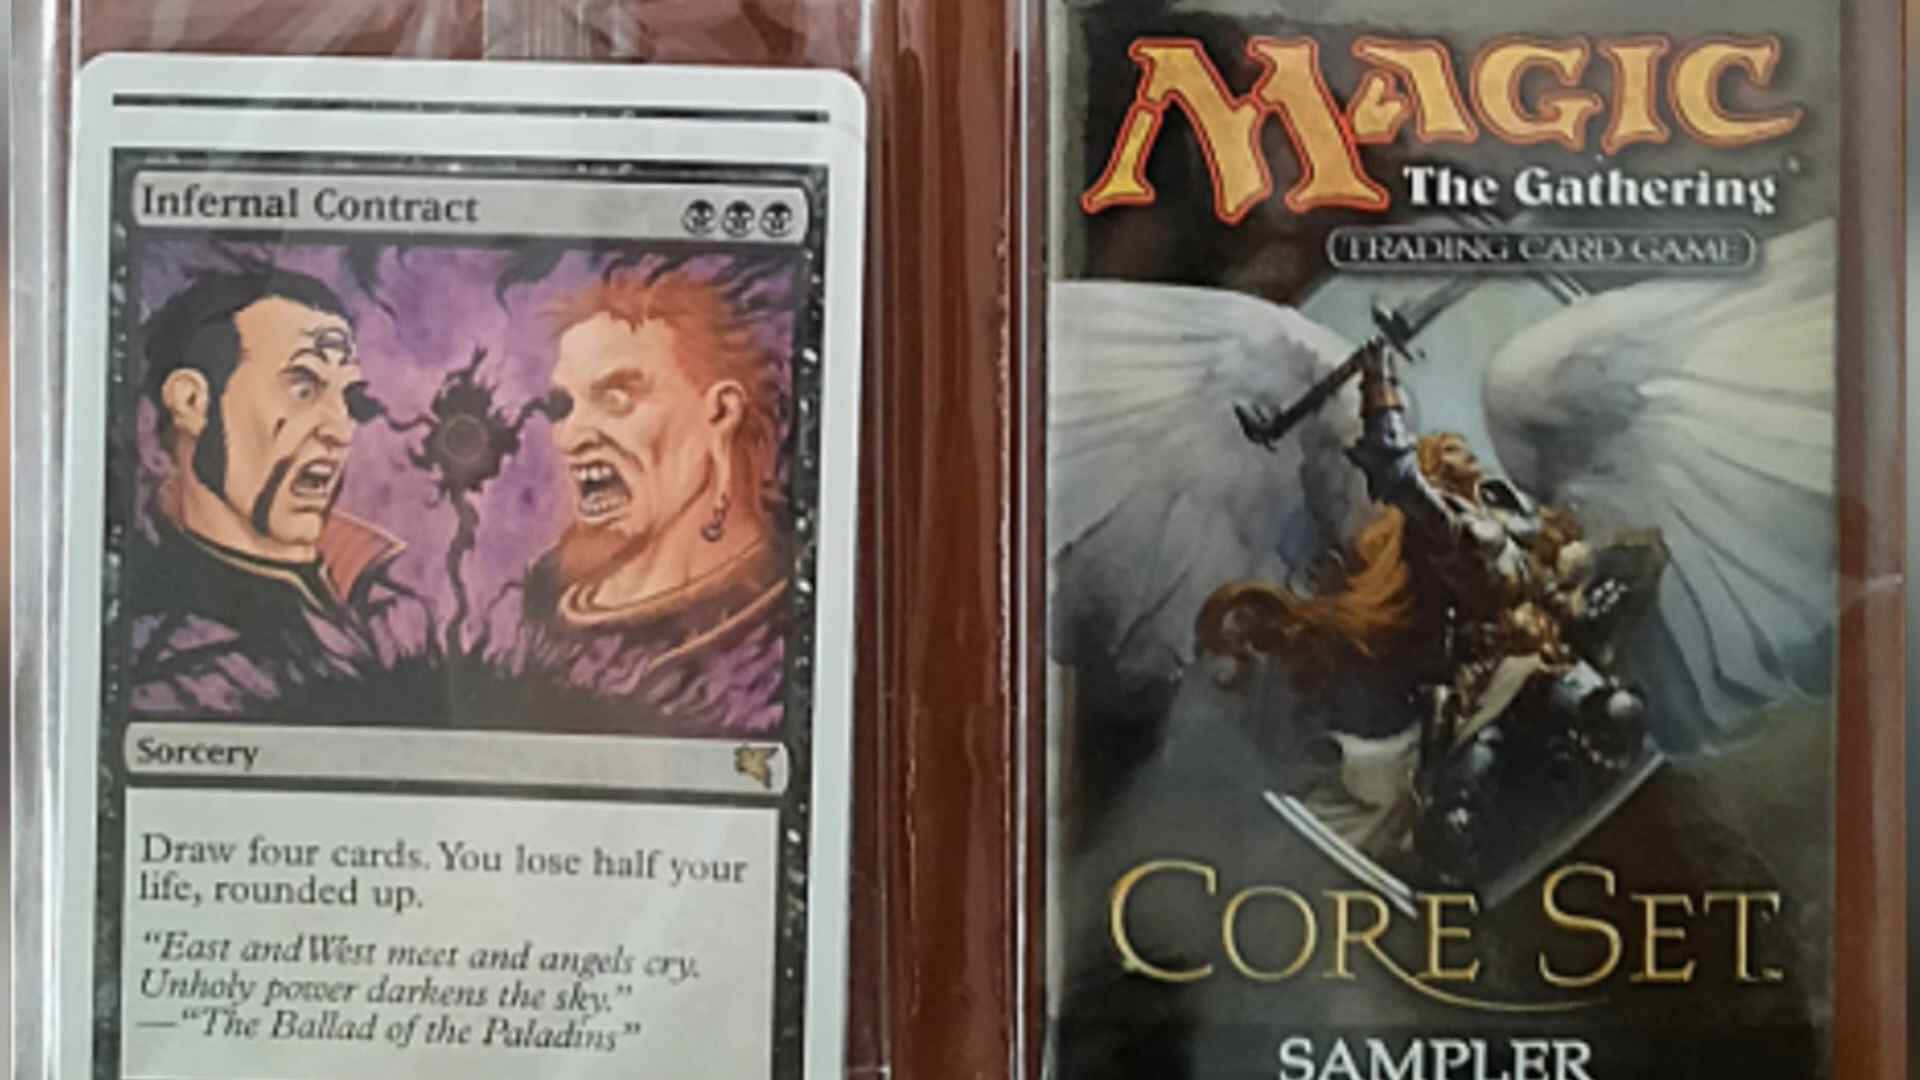 Infernal Contract
Sorcery
Draw four cards. You lose half your
life, rounded up.
“East and West meet and angels cry.
Unholy power darkens the sky.”
—“The Ballad of the Paladins”
MAGIC
The Gathering
TRADING CARD GAME
CORE SET
SAMPLER